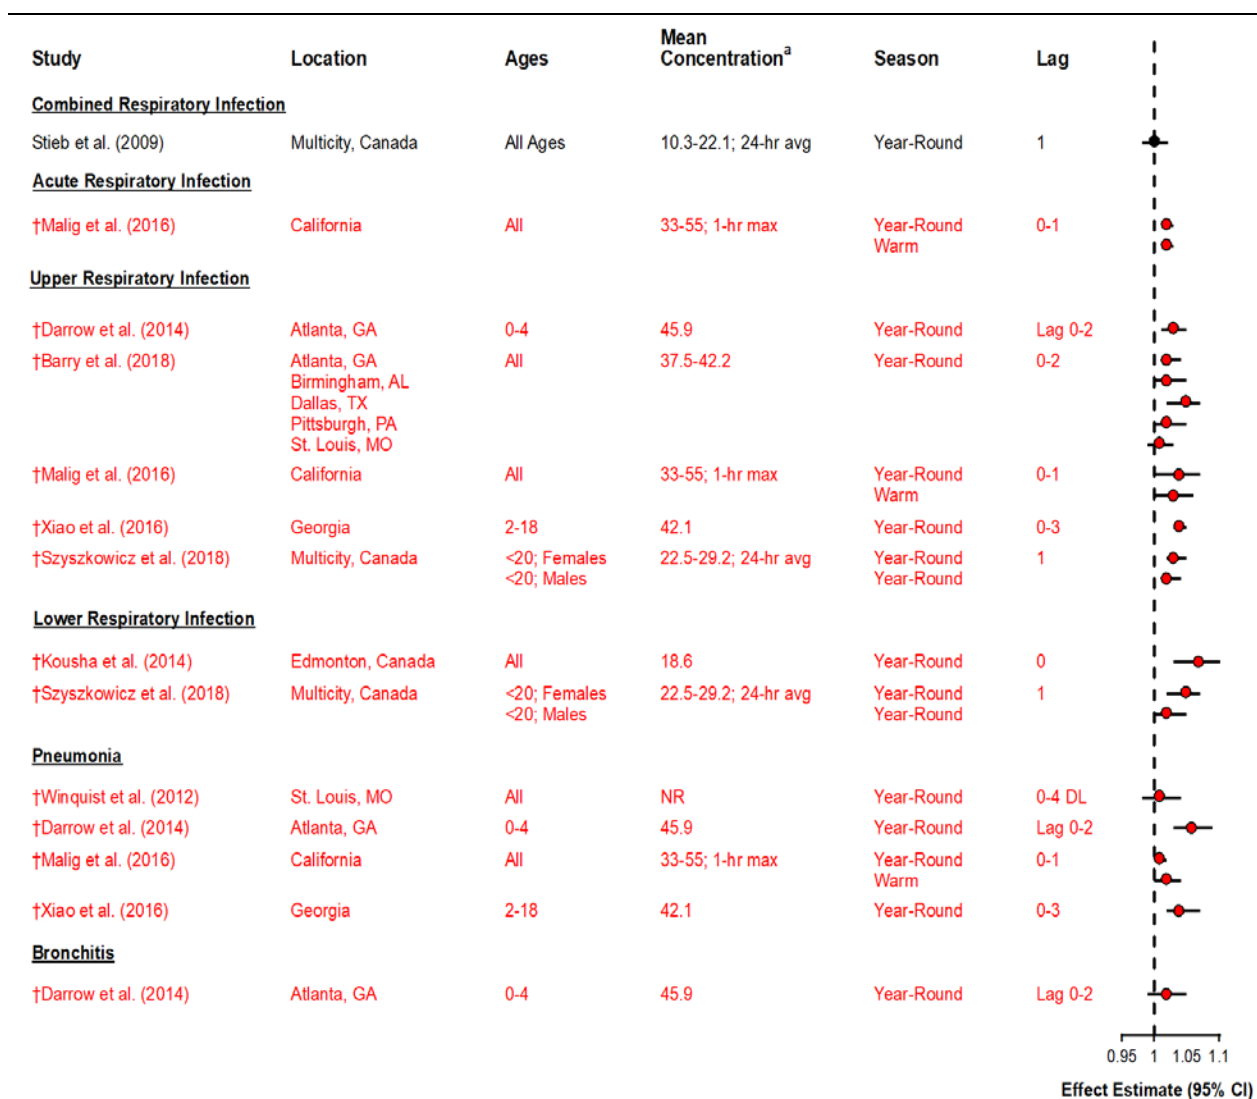 Study Location Ages Mean Concentrationᵃ Season Lag
Combined Respiratory Infection
Stieb et al. (2009) Multicity, Canada All Ages 10.3-22.1; 24-hr avg Year-Round 1
Acute Respiratory Infection
†Malig et al. (2016) California All 33-55; 1-hr max Year-Round 0-1
Warm
Upper Respiratory Infection
†Darrow et al. (2014) Atlanta, GA 0-4 45.9 Year-Round Lag 0-2
†Barry et al. (2018) Atlanta, GA All 37.5-42.2 Year-Round 0-2
Birmingham, AL
Dallas, TX
Pittsburgh, PA
St. Louis, MO
†Malig et al. (2016) California All 33-55; 1-hr max Year-Round 0-1
Warm
†Xiao et al. (2016) Georgia 2-18 42.1 Year-Round 0-3
†Szyszkowicz et al. (2018) Multicity, Canada <20; Females 22.5-29.2; 24-hr avg Year-Round 1
<20; Males Year-Round
Lower Respiratory Infection
†Kousha et al. (2014) Edmonton, Canada All 18.6 Year-Round 0
†Szyszkowicz et al. (2018) Multicity, Canada <20; Females 22.5-29.2; 24-hr avg Year-Round 1
<20; Males Year-Round
Pneumonia
†Winquist et al. (2012) St. Louis, MO All NR Year-Round 0-4 DL
†Darrow et al. (2014) Atlanta, GA 0-4 45.9 Year-Round Lag 0-2
†Malig et al. (2016) California All 33-55; 1-hr max Year-Round 0-1
Warm
†Xiao et al. (2016) Georgia 2-18 42.1 Year-Round 0-3
Bronchitis
†Darrow et al. (2014) Atlanta, GA 0-4 45.9 Year-Round Lag 0-2
0.95 1 1.05 1.1
Effect Estimate (95% CI)